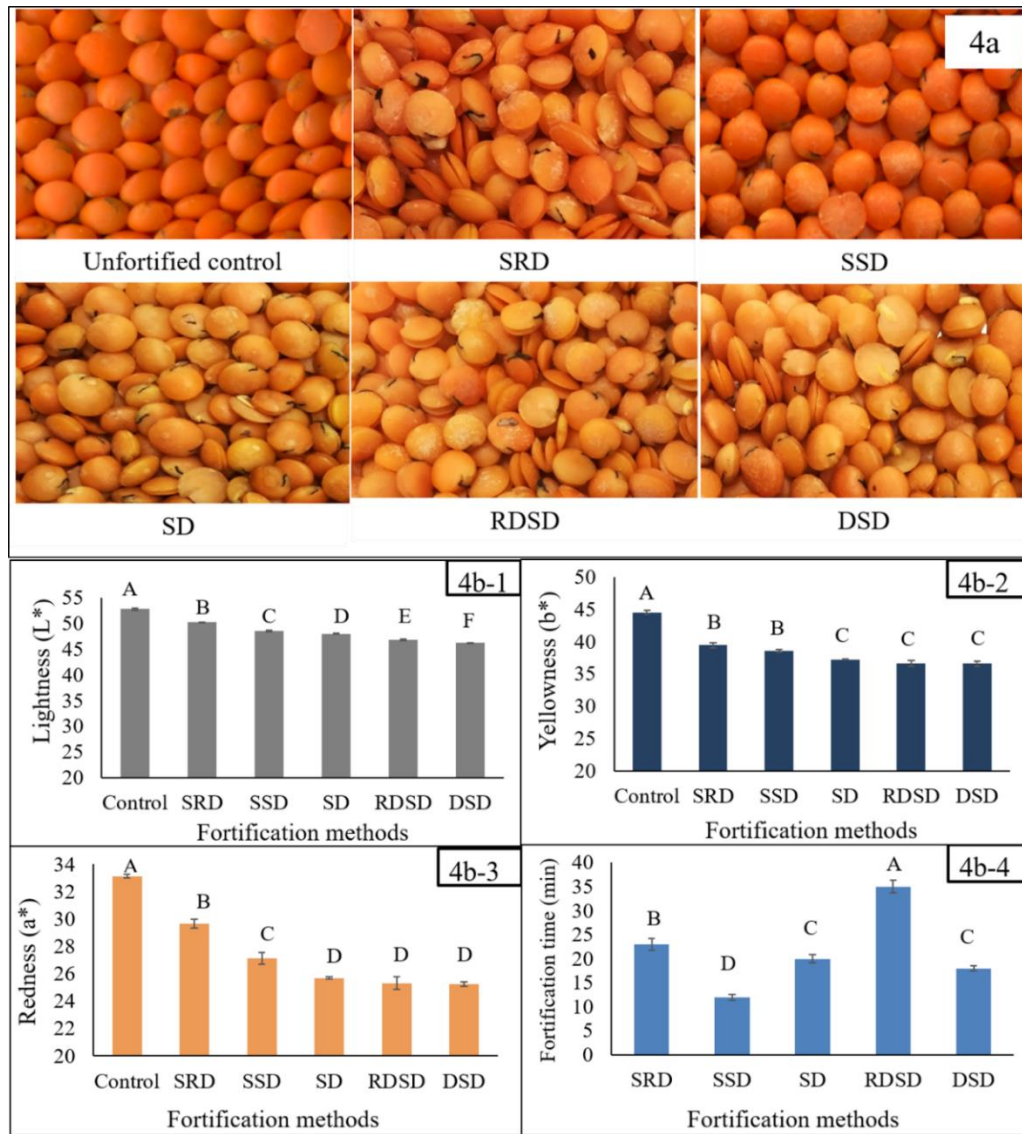 4a
Unfortified control
SRD
SSD
SD
RDSD
DSD
4b-1
Lightness (L*)
55
50
45
40
35
30
25
20
A
B
C
D
E
F
Control SRD SSD SD RDSD DSD
Fortification methods
4b-2
Yellowness (b*)
50
45
40
35
30
25
20
A
B
B
C
C
C
Control SRD SSD SD RDSD DSD
Fortification methods
4b-3
Redness (a*)
34
32
30
28
26
24
22
20
A
B
C
D
D
D
Control SRD SSD SD RDSD DSD
Fortification methods
4b-4
Fortification time (min)
40
35
30
25
20
15
10
5
0
B
D
C
A
C
SRD SSD SD RDSD DSD
Fortification methods